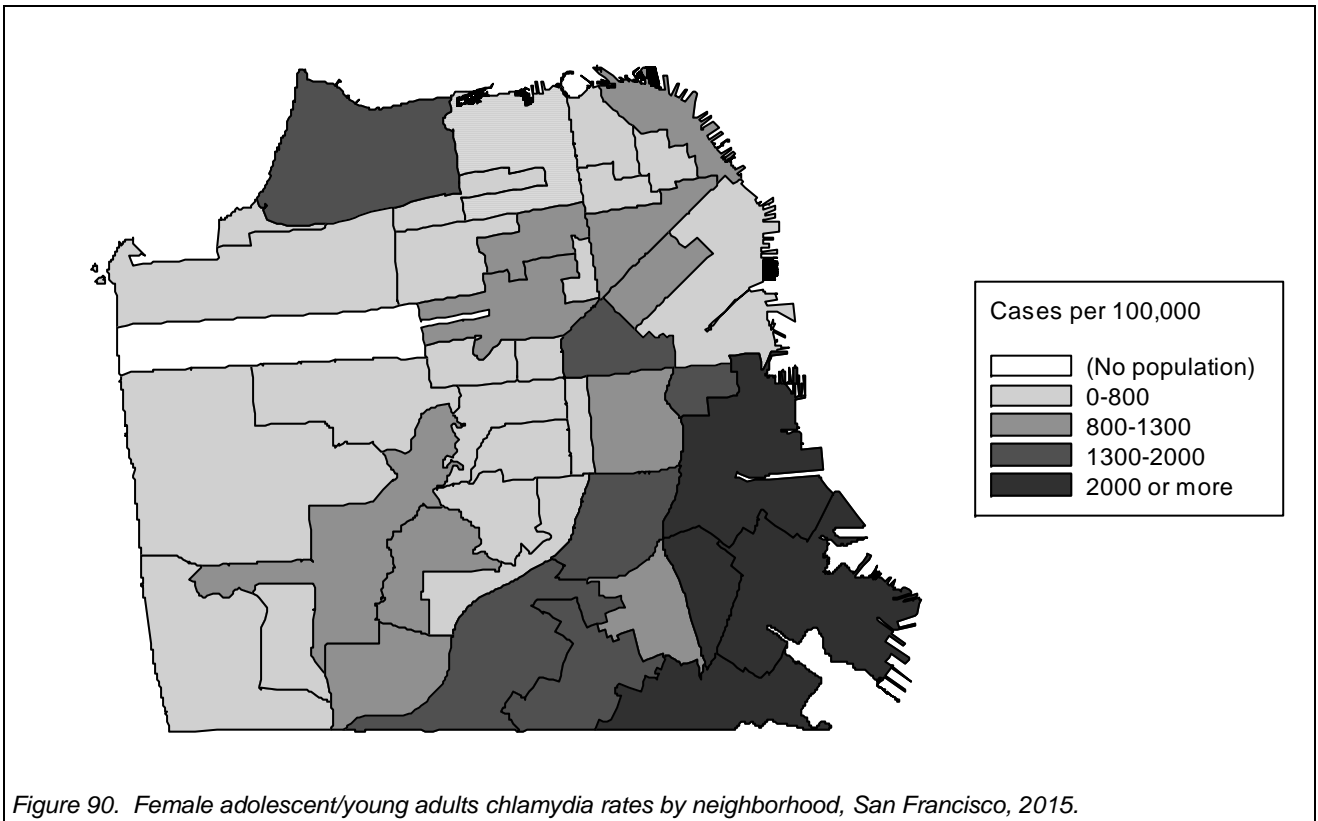 Cases per 100,000
(No population)
0-800
800-1300
1300-2000
2000 or more
Figure 90. Female adolescent/young adults chlamydia rates by neighborhood, San Francisco, 2015.